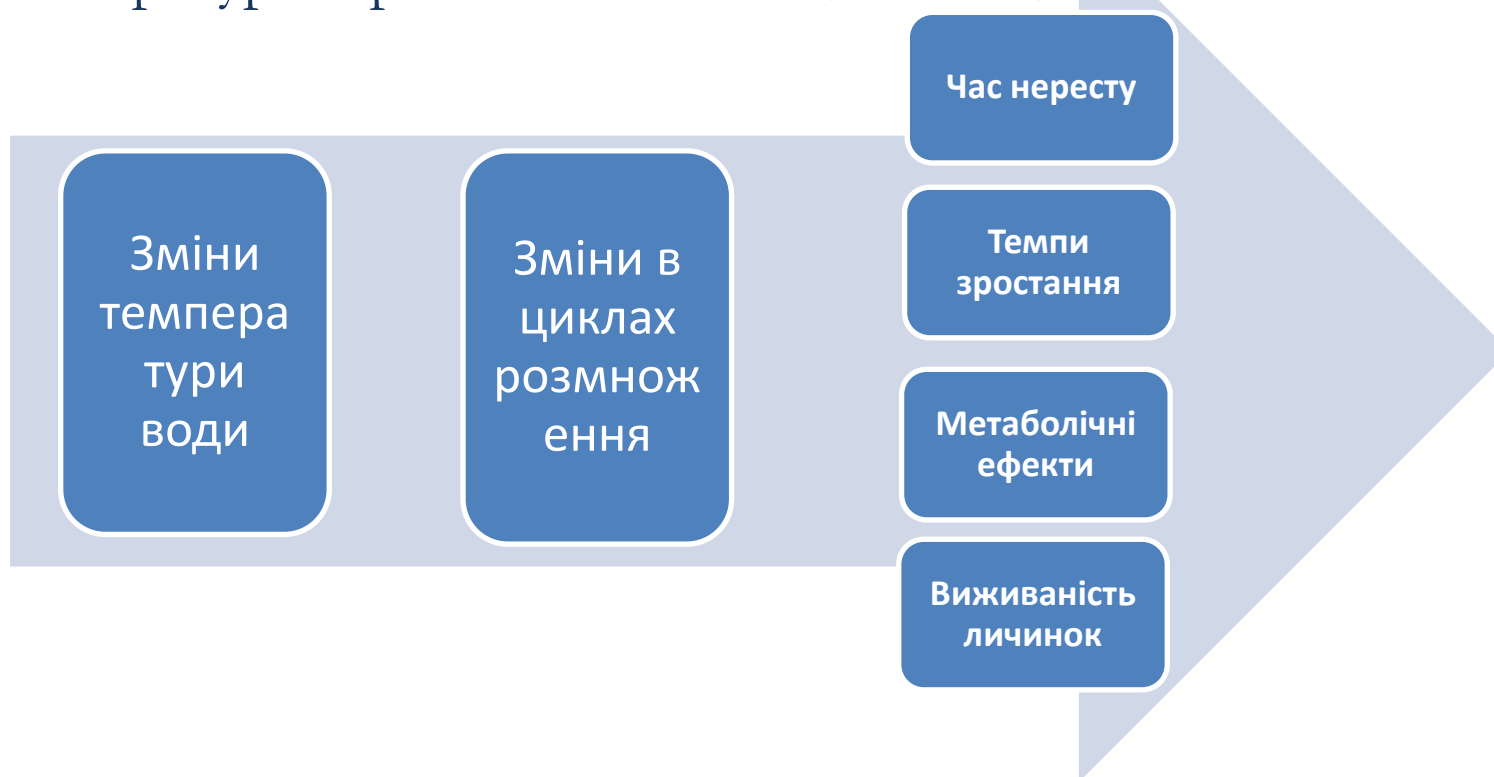 Зміни
темпера
тури
води
Зміни в
циклах
розмнож
ення
Час нересту
Темпи
зростання
Метаболічні
ефекти
Виживаність
личинок